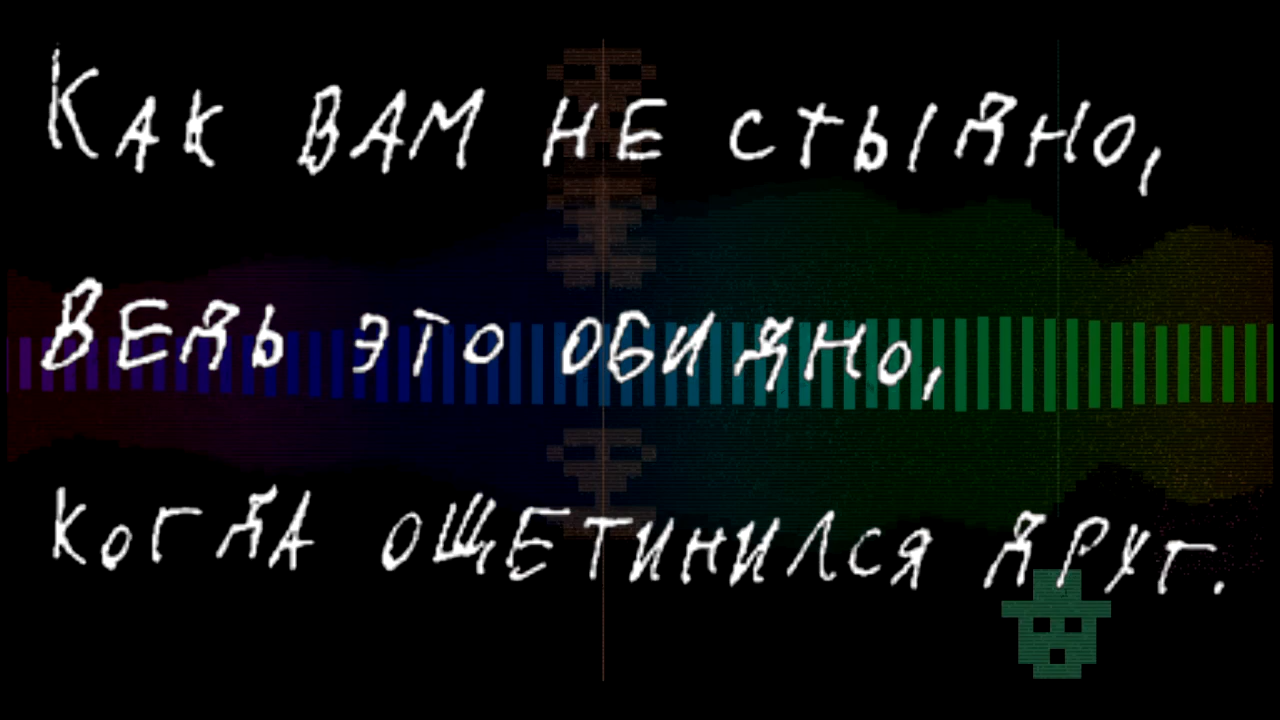 Как вам не стыдно,
Ведь это обидно,
когда ощетинился друг.